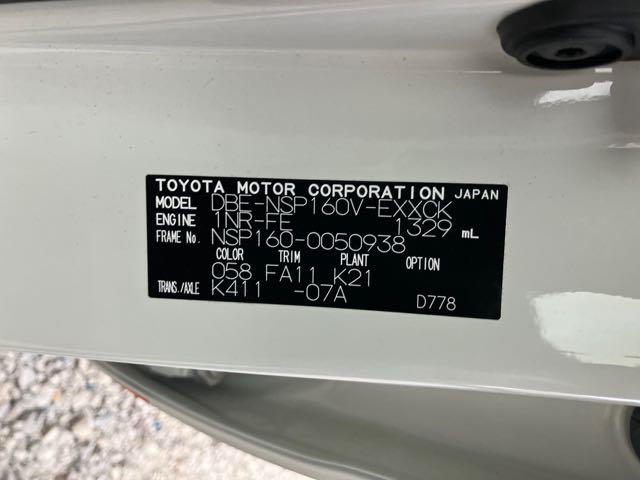 TOYOTA MOTOR CORPORATION JAPAN
MODEL DBE-NSP160V-EXXCK
ENGINE 1NR-FE 1329 mL
FRAME No. NSP160-0050938
COLOR TRIM PLANT OPTION
058 FA11 K21
TRANS./AXLE K411 -07A D778